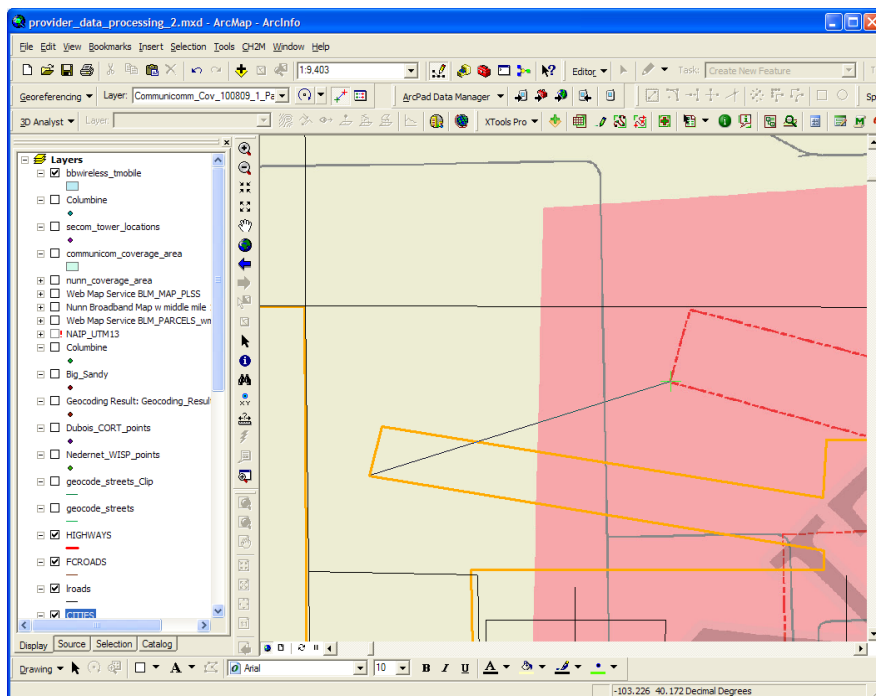 provider_data_processing_2.mxd - ArcMap - ArcInfo
File Edit View Bookmarks Insert Selection Tools CH2M Window Help
1:9,403 Editor Task: Create New Feature
Georeferencing Layer: Communicomm_Cov_100809_1_Pa ArcPad Data Manager Sp
3D Analyst Layer: XTools Pro
Layers
bbwireless_tmobile
Columbine
secom_tower_locations
communicom_coverage_area
nunn_coverage_area
Web Map Service BLM_MAP_PLSS
Nunn Broadband Map w middle mile
Web Map Service BLM_PARCELS_wn
NAIP_UTM13
Columbine
Big_Sandy
Geocoding Result: Geocoding_Resul
Dubois_CORT_points
Nedernet_WISP_points
geocode_streets_Clip
geocode_streets
HIGHWAYS
FCROADS
lroads
CITIES
Display Source Selection Catalog
Drawing A Arial 10 B I U A
-103.226 40.172 Decimal Degrees